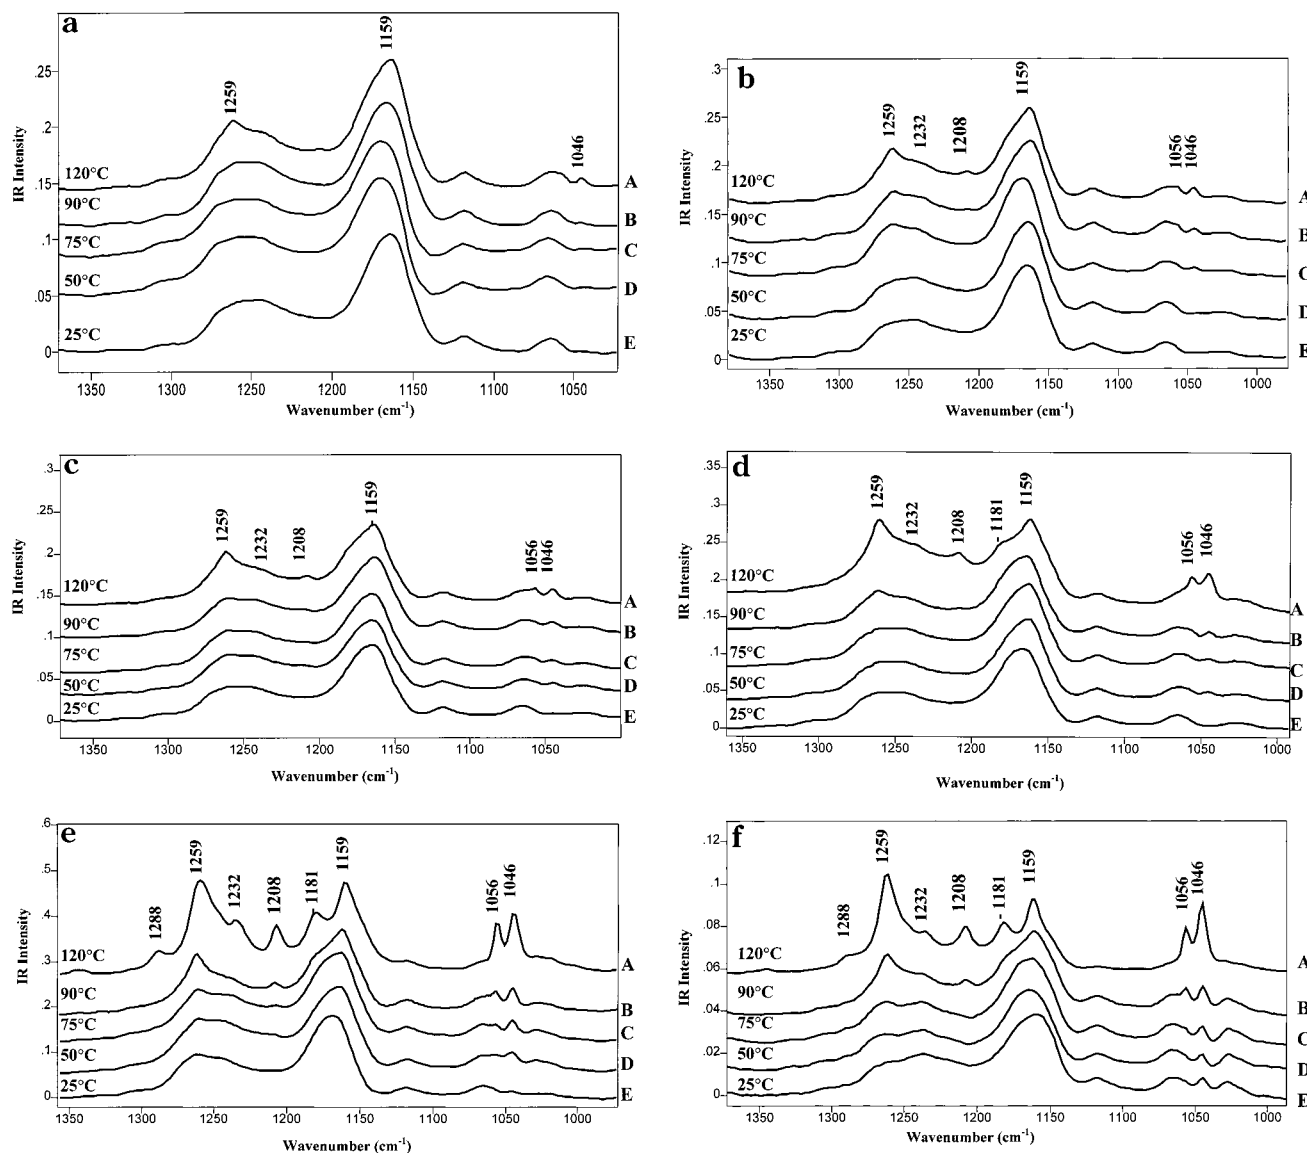 a
1159
1259
1046
.25
.2
.15
.1
.05
0
IR Intensity
120°C
90°C
75°C
50°C
25°C
A
B
C
D
E
1350 1300 1250 1200 1150 1100 1050
Wavenumber (cm-1)
b
1159
1259
1232
1208
1056
1046
.3
.25
.2
.15
.1
.05
0
IR Intensity
120°C
90°C
75°C
50°C
25°C
A
B
C
D
E
1350 1300 1250 1200 1150 1100 1050 1000
Wavenumber (cm-1)
c
1259
1232
1208
1159
1056
1046
.3
.25
.2
.15
.1
.05
0
IR Intensity
120°C
90°C
75°C
50°C
25°C
A
B
C
D
E
1350 1300 1250 1200 1150 1100 1050
Wavenumber (cm-1)
d
1259
1232
1208
1181
1159
1056
1046
.35
.3
.25
.2
.15
.1
.05
0
IR Intensity
120°C
90°C
75°C
50°C
25°C
A
B
C
D
E
1350 1300 1250 1200 1150 1100 1050 1000
Wavenumber (cm-1)
e
1288
1259
1232
1208
1181
1159
1056
1046
.6
.5
.4
.3
.2
.1
0
IR Intensity
120°C
90°C
75°C
50°C
25°C
A
B
C
D
E
1350 1300 1250 1200 1150 1100 1050 1000
Wavenumber (cm-1)
f
1288
1259
1232
1208
1181
1159
1056
1046
.12
.1
.08
.06
.04
.02
0
IR Intensity
120°C
90°C
75°C
50°C
25°C
A
B
C
D
E
1350 1300 1250 1200 1150 1100 1050 1000
Wavenumber (cm-1)